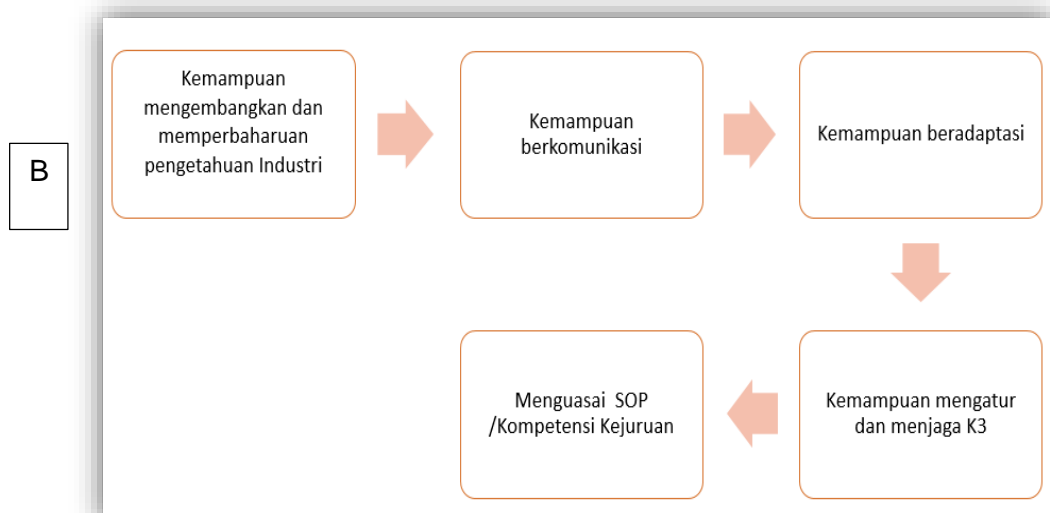 B
Kemampuan
mengembangkan dan
memperbaharuan
pengetahuan Industri
Kemampuan
berkomunikasi
Kemampuan beradaptasi
Kemampuan mengatur
dan menjaga K3
Menguasai SOP
/Kompetensi Kejuruan